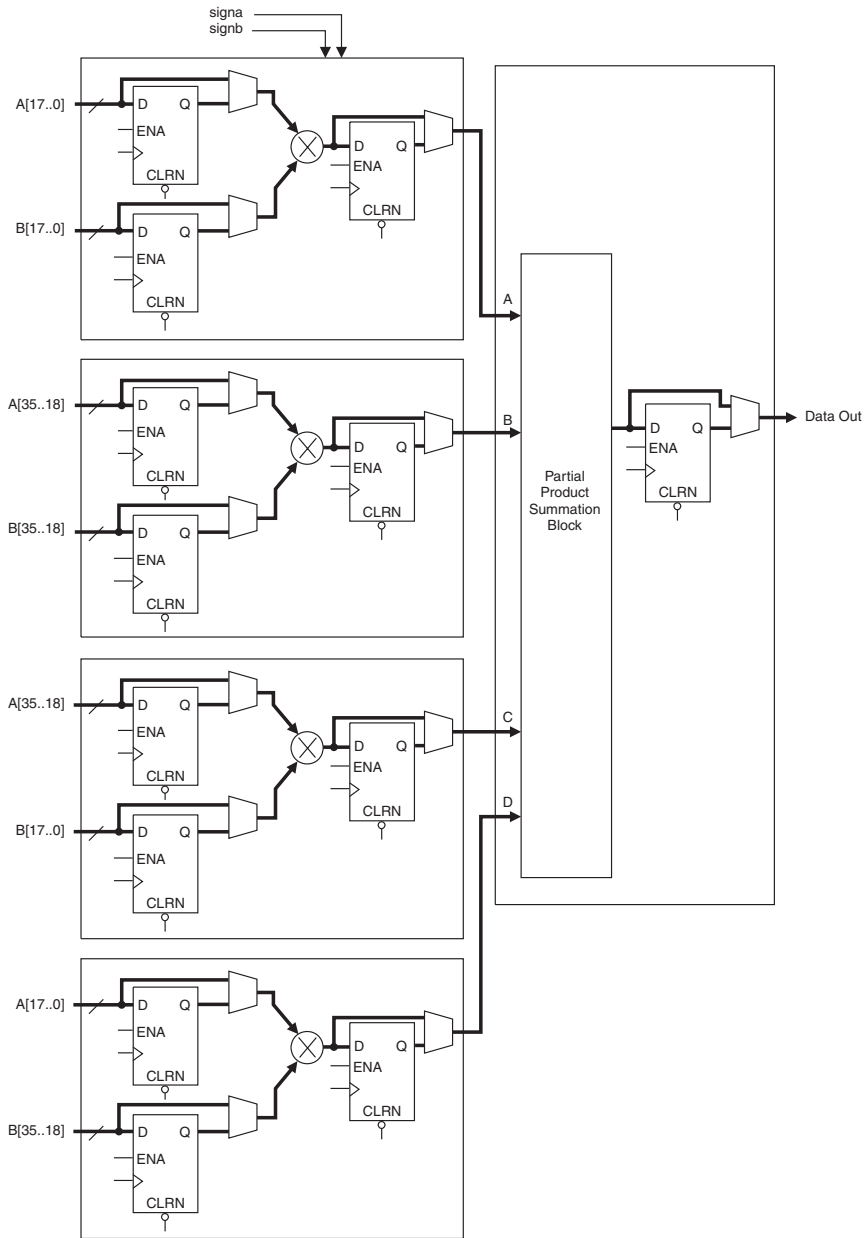 signa
signb
A[17..0]
D Q
ENA
CLRN
B[17..0]
D Q
ENA
CLRN
D
Q
ENA
CLRN
A
A[35..18]
D Q
ENA
CLRN
B[35..18]
D Q
ENA
CLRN
D
Q
ENA
CLRN
B
A[35..18]
D Q
ENA
CLRN
B[17..0]
D Q
ENA
CLRN
D
Q
ENA
CLRN
C
A[17..0]
D Q
ENA
CLRN
B[35..18]
D Q
ENA
CLRN
D
Q
ENA
CLRN
D
Partial
Product
Summation
Block
D Q
ENA
CLRN
Data Out